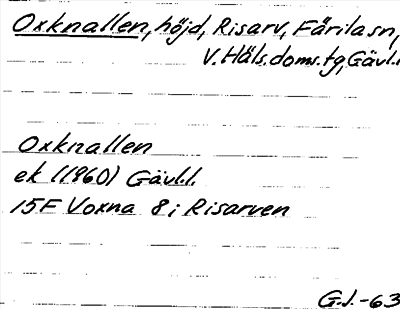 Oxknallen, höjd, Risarv, Färila sn,
V. Häls. doms. tg, Gävl.l.
Oxknallen
ek (1960) Gävl.l.
15F Voxna 8 i Risarven
G.J.-63